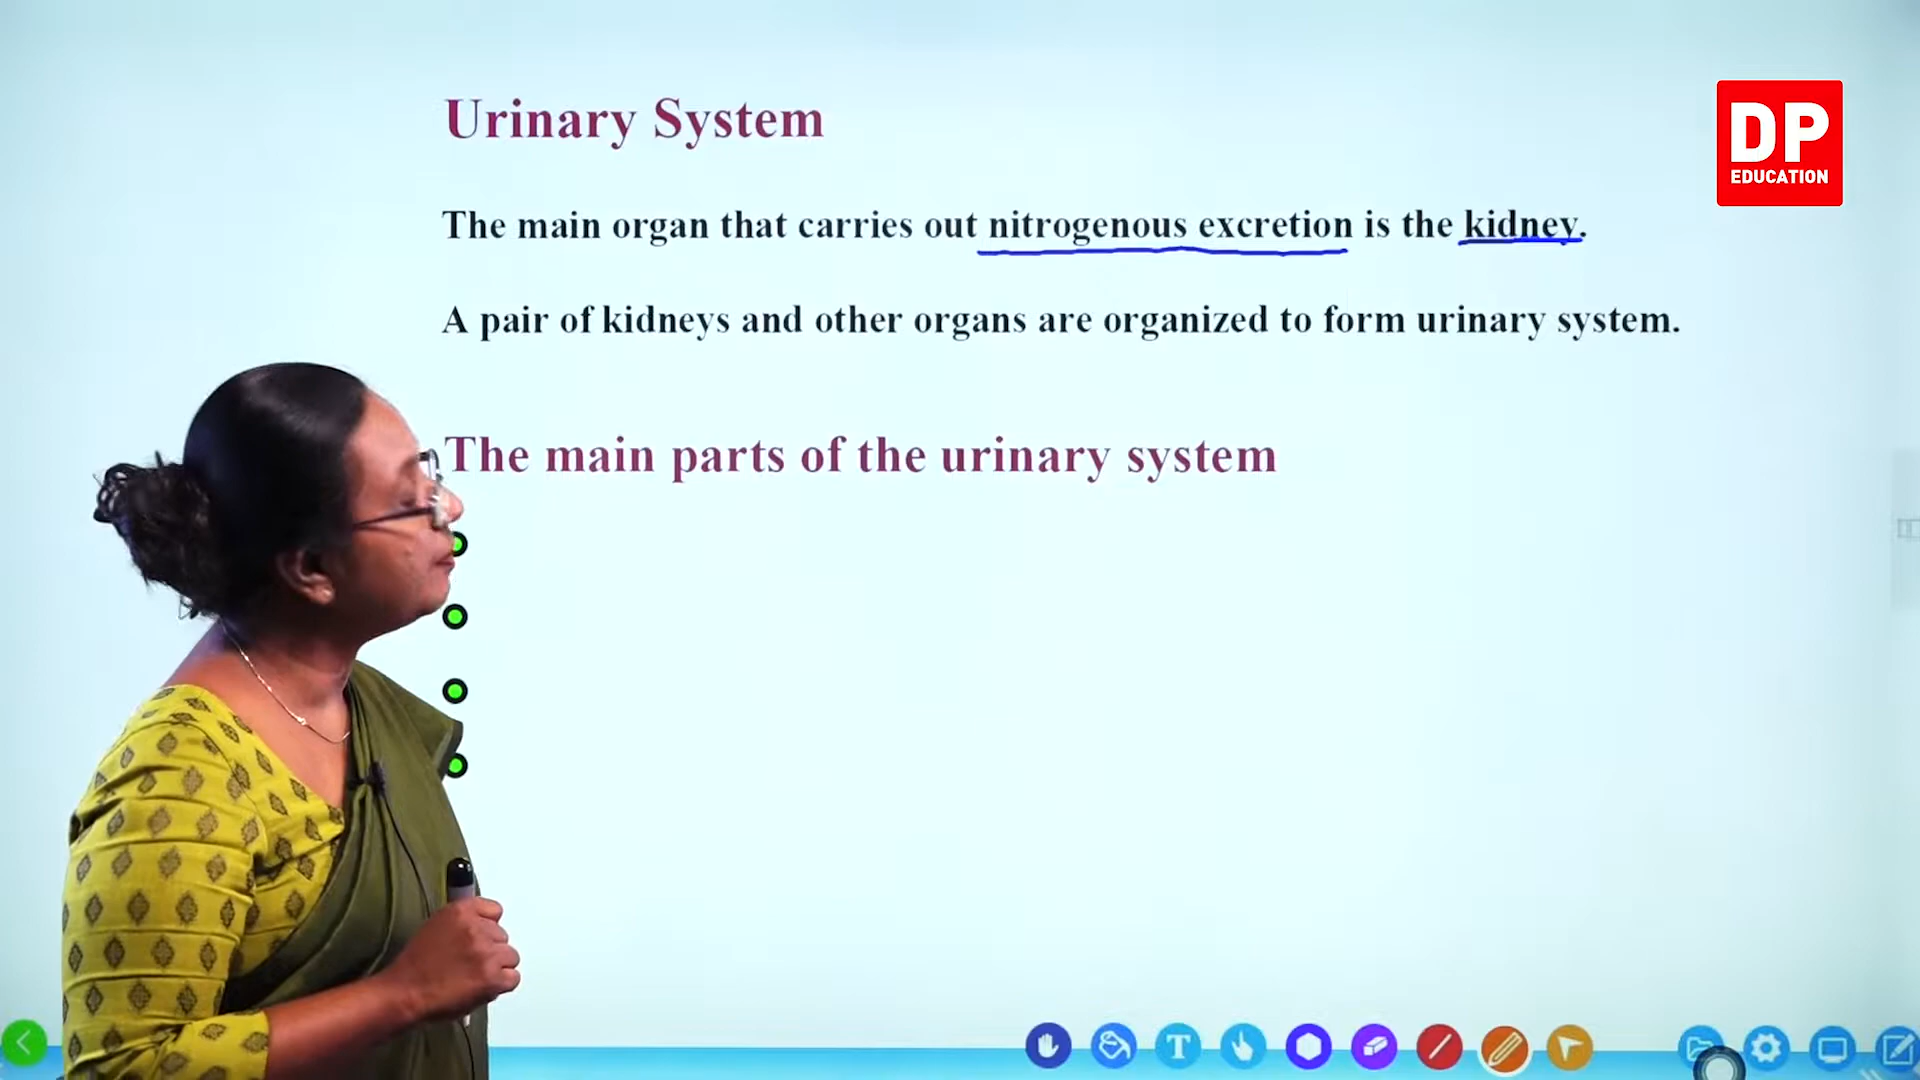 Urinary System
DP
EDUCATION
The main organ that carries out nitrogenous excretion is the kidney.
A pair of kidneys and other organs are organized to form urinary system.
The main parts of the urinary system
T